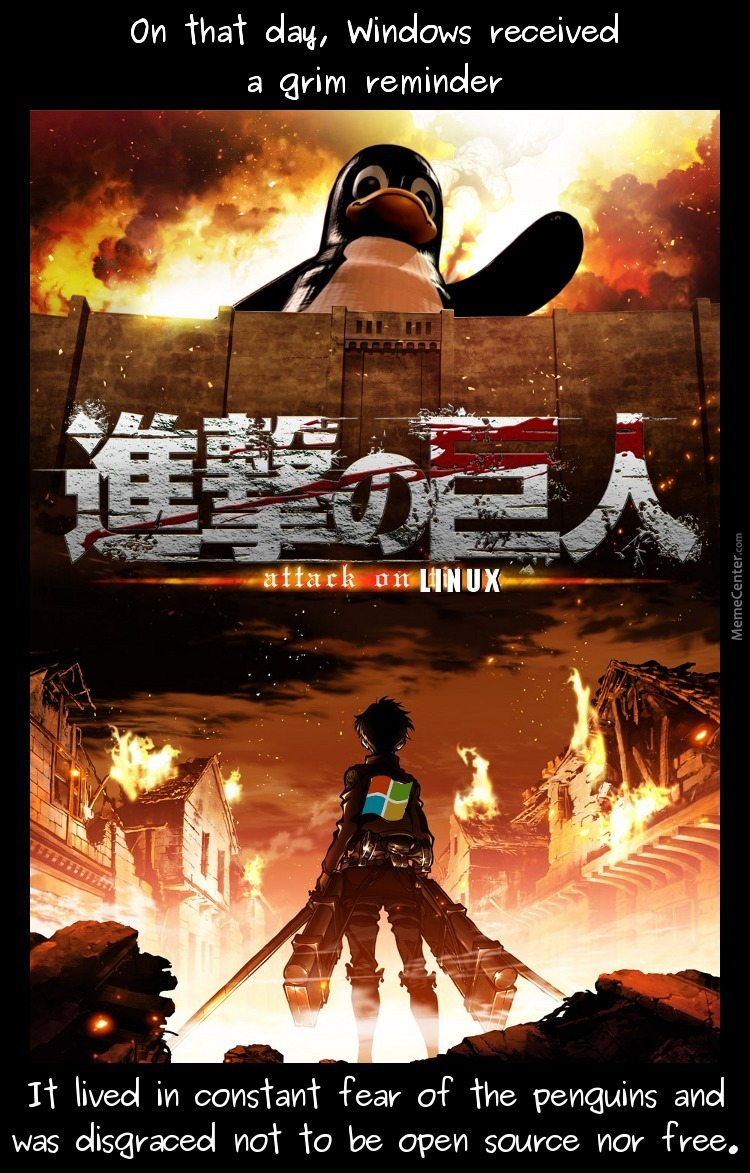 On that day, Windows received
a grim reminder
進撃の巨人
attack on LINUX
MemeCenter.com
It lived in constant fear of the penguins and
was disgraced not to be open source nor free.